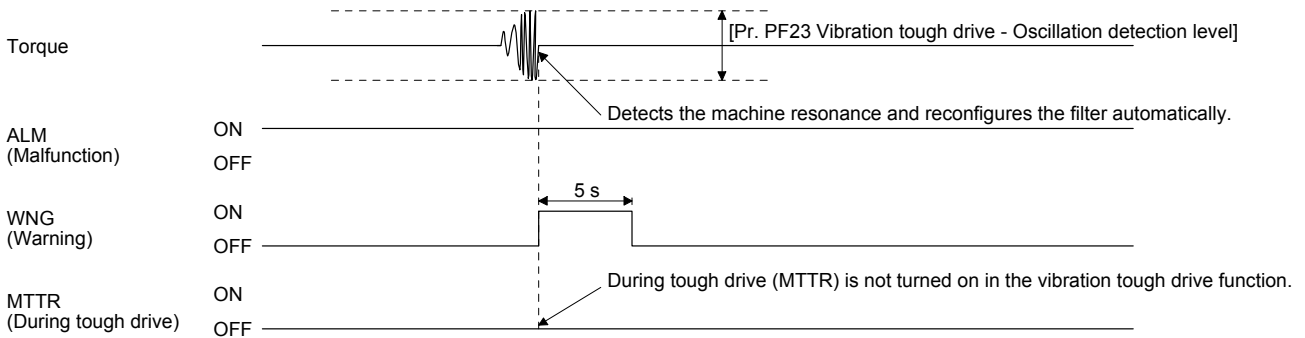 [Pr. PF23 Vibration tough drive - Oscillation detection level]
Torque
Detects the machine resonance and reconfigures the filter automatically.
ALM
(Malfunction)
ON
OFF
5 s
WNG
(Warning)
ON
OFF
During tough drive (MTTR) is not turned on in the vibration tough drive function.
MTTR
(During tough drive)
ON
OFF